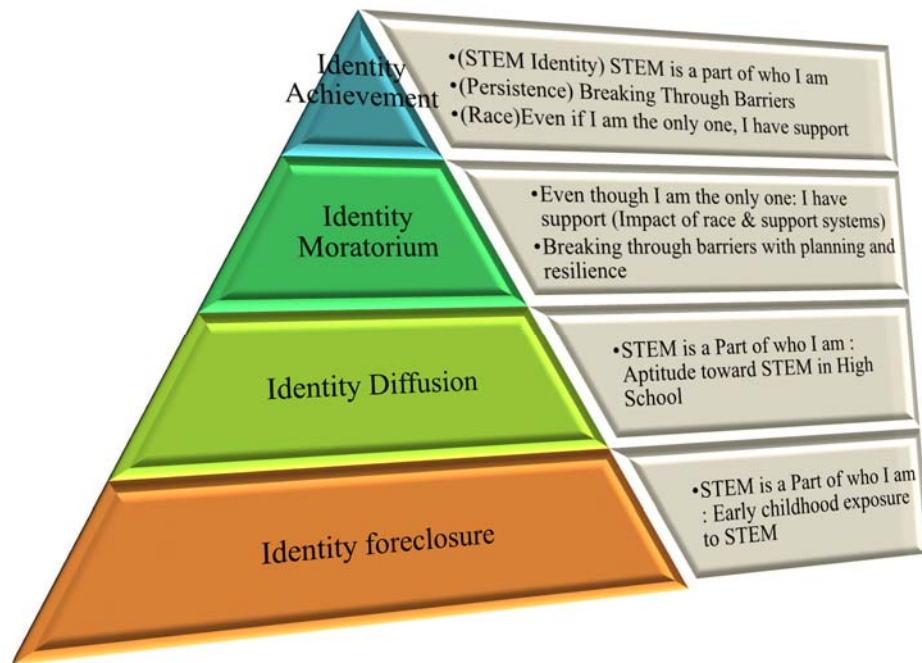 Identity
Achievement
•(STEM Identity) STEM is a part of who I am
•(Persistence) Breaking Through Barriers
•(Race)Even if I am the only one, I have support
Identity
Moratorium
•Even though I am the only one: I have
support (Impact of race & support systems)
•Breaking through barriers with planning and
resilience
Identity Diffusion
•STEM is a Part of who I am :
Aptitude toward STEM in High
School
Identity foreclosure
•STEM is a Part of who I am
: Early childhood exposure
to STEM